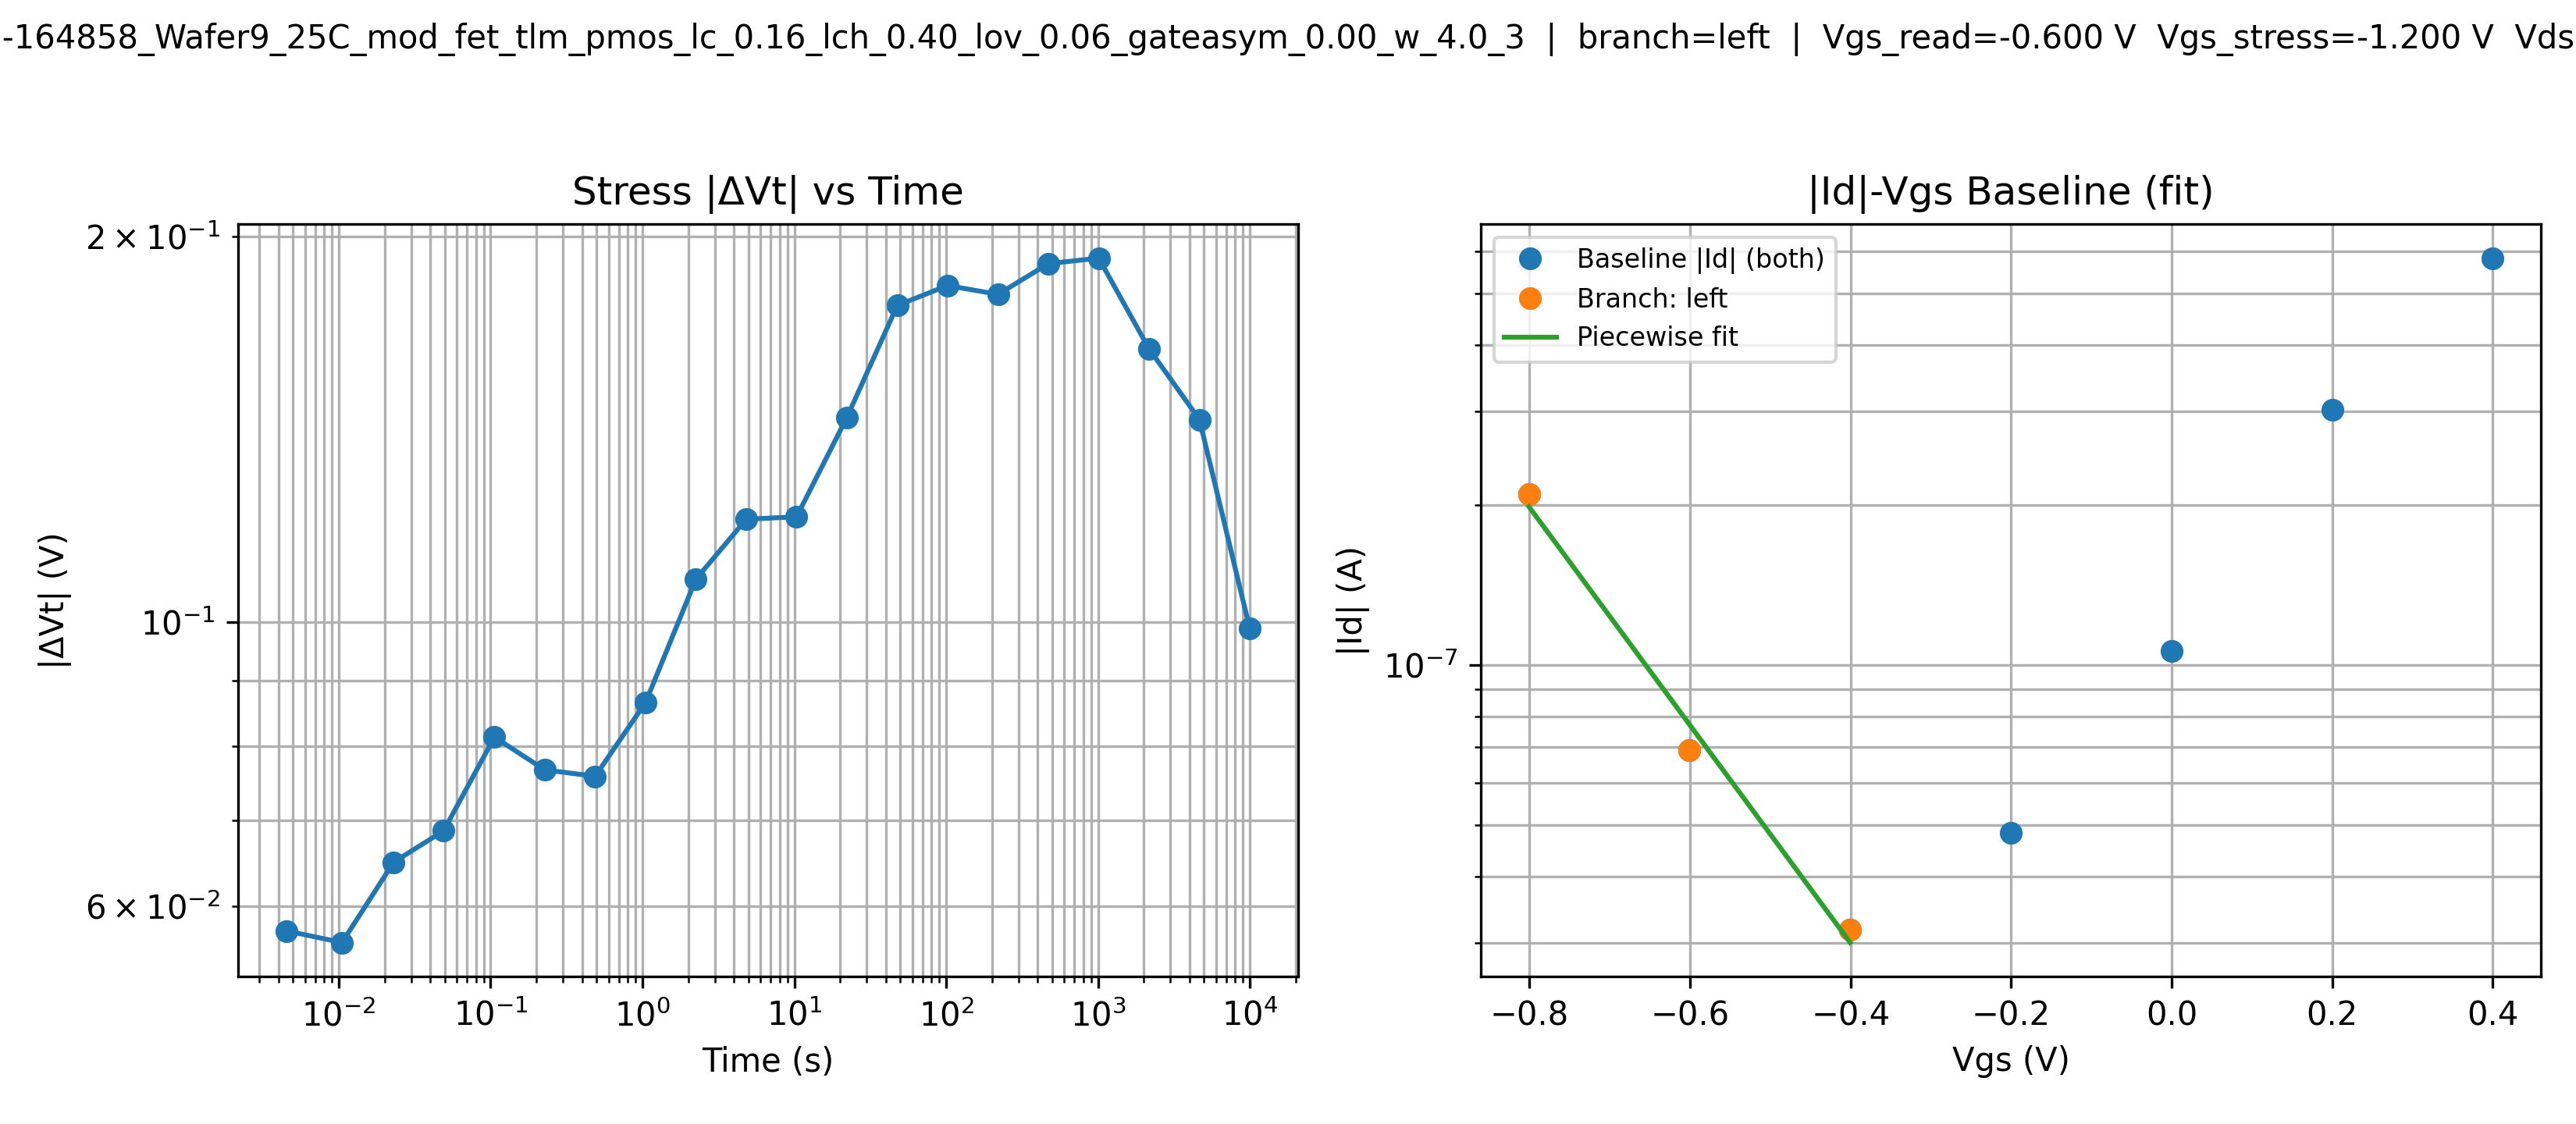 -164858_Wafer9_25C_mod_fet_tlm_pmos_lc_0.16_lch_0.40_lov_0.06_gateasym_0.00_w_4.0_3 | branch=left | Vgs_read=-0.600 V Vgs_stress=-1.200 V Vds
Stress |ΔVt| vs Time
2 × 10⁻¹
10⁻¹
6 × 10⁻²
|ΔVt| (V)
10⁻² 10⁻¹ 10⁰ 10¹ 10² 10³ 10⁴
Time (s)
|Id|-Vgs Baseline (fit)
Baseline |Id| (both)
Branch: left
Piecewise fit
10⁻⁷
|Id| (A)
−0.8 −0.6 −0.4 −0.2 0.0 0.2 0.4
Vgs (V)